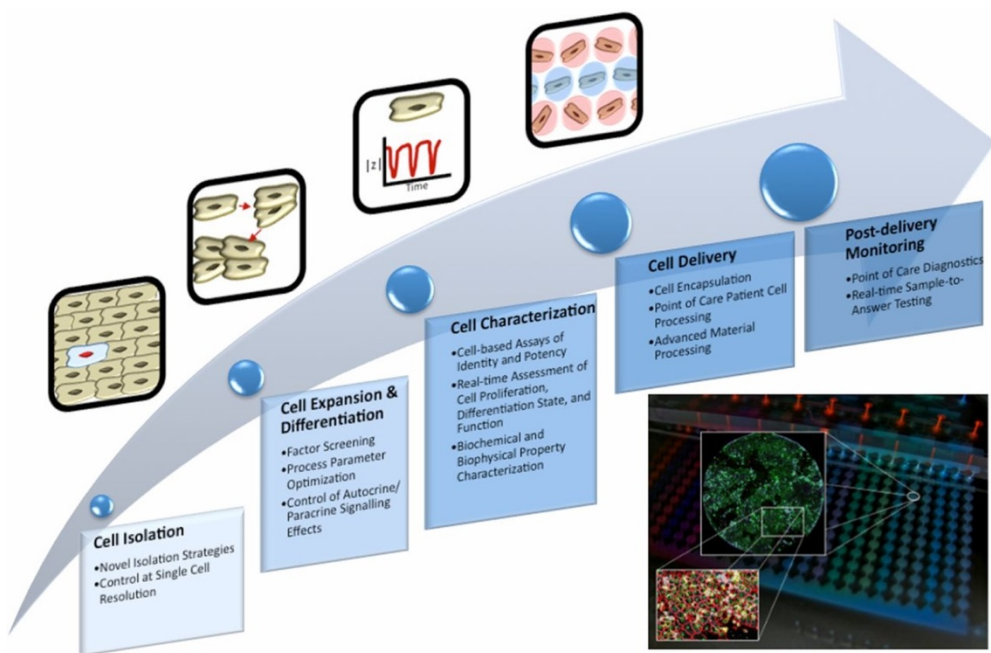 |z|
Time
Cell Isolation
•Novel Isolation Strategies
•Control at Single Cell
Resolution
Cell Expansion &
Differentiation
•Factor Screening
•Process Parameter
Optimization
•Control of Autocrine/
Paracrine Signalling
Effects
Cell Characterization
•Cell-based Assays of
Identity and Potency
•Real-time Assessment of
Cell Proliferation,
Differentiation State, and
Function
•Biochemical and
Biophysical Property
Characterization
Cell Delivery
•Cell Encapsulation
•Point of Care Patient Cell
Processing
•Advanced Material
Processing
Post-delivery
Monitoring
•Point of Care Diagnostics
•Real-time Sample-to-
Answer Testing